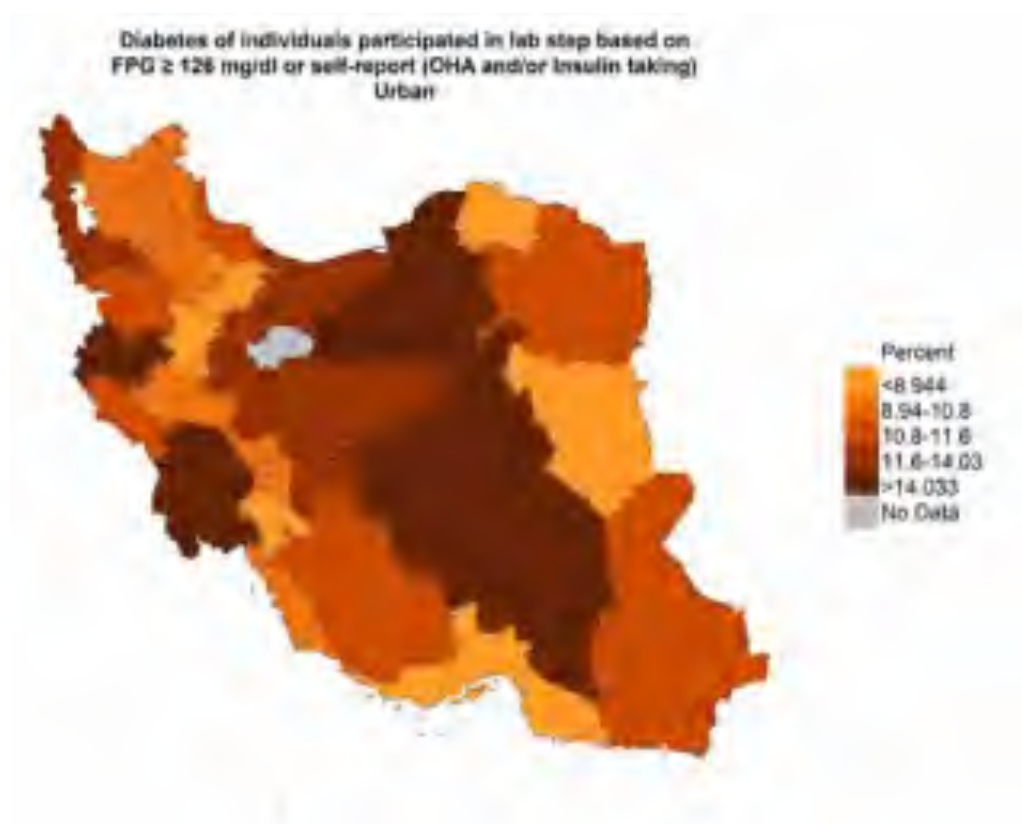 Diabetes of individuals participated in lab step based on
FPG ≥ 126 mg/dl or self-report (OHA and/or Insulin taking)
Urban
Percent
<8.944
8.94-10.8
10.8-11.6
11.6-14.03
>14.033
No Data